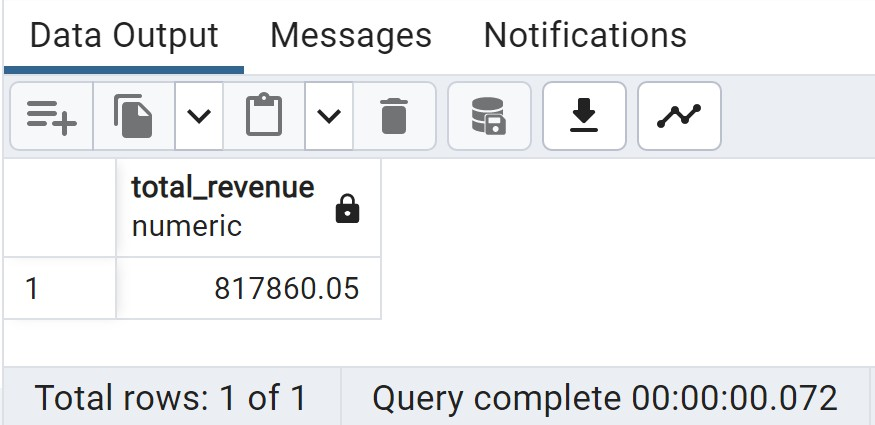 Data Output Messages Notifications
total_revenue
numeric
1 817860.05
Total rows: 1 of 1 Query complete 00:00:00.072